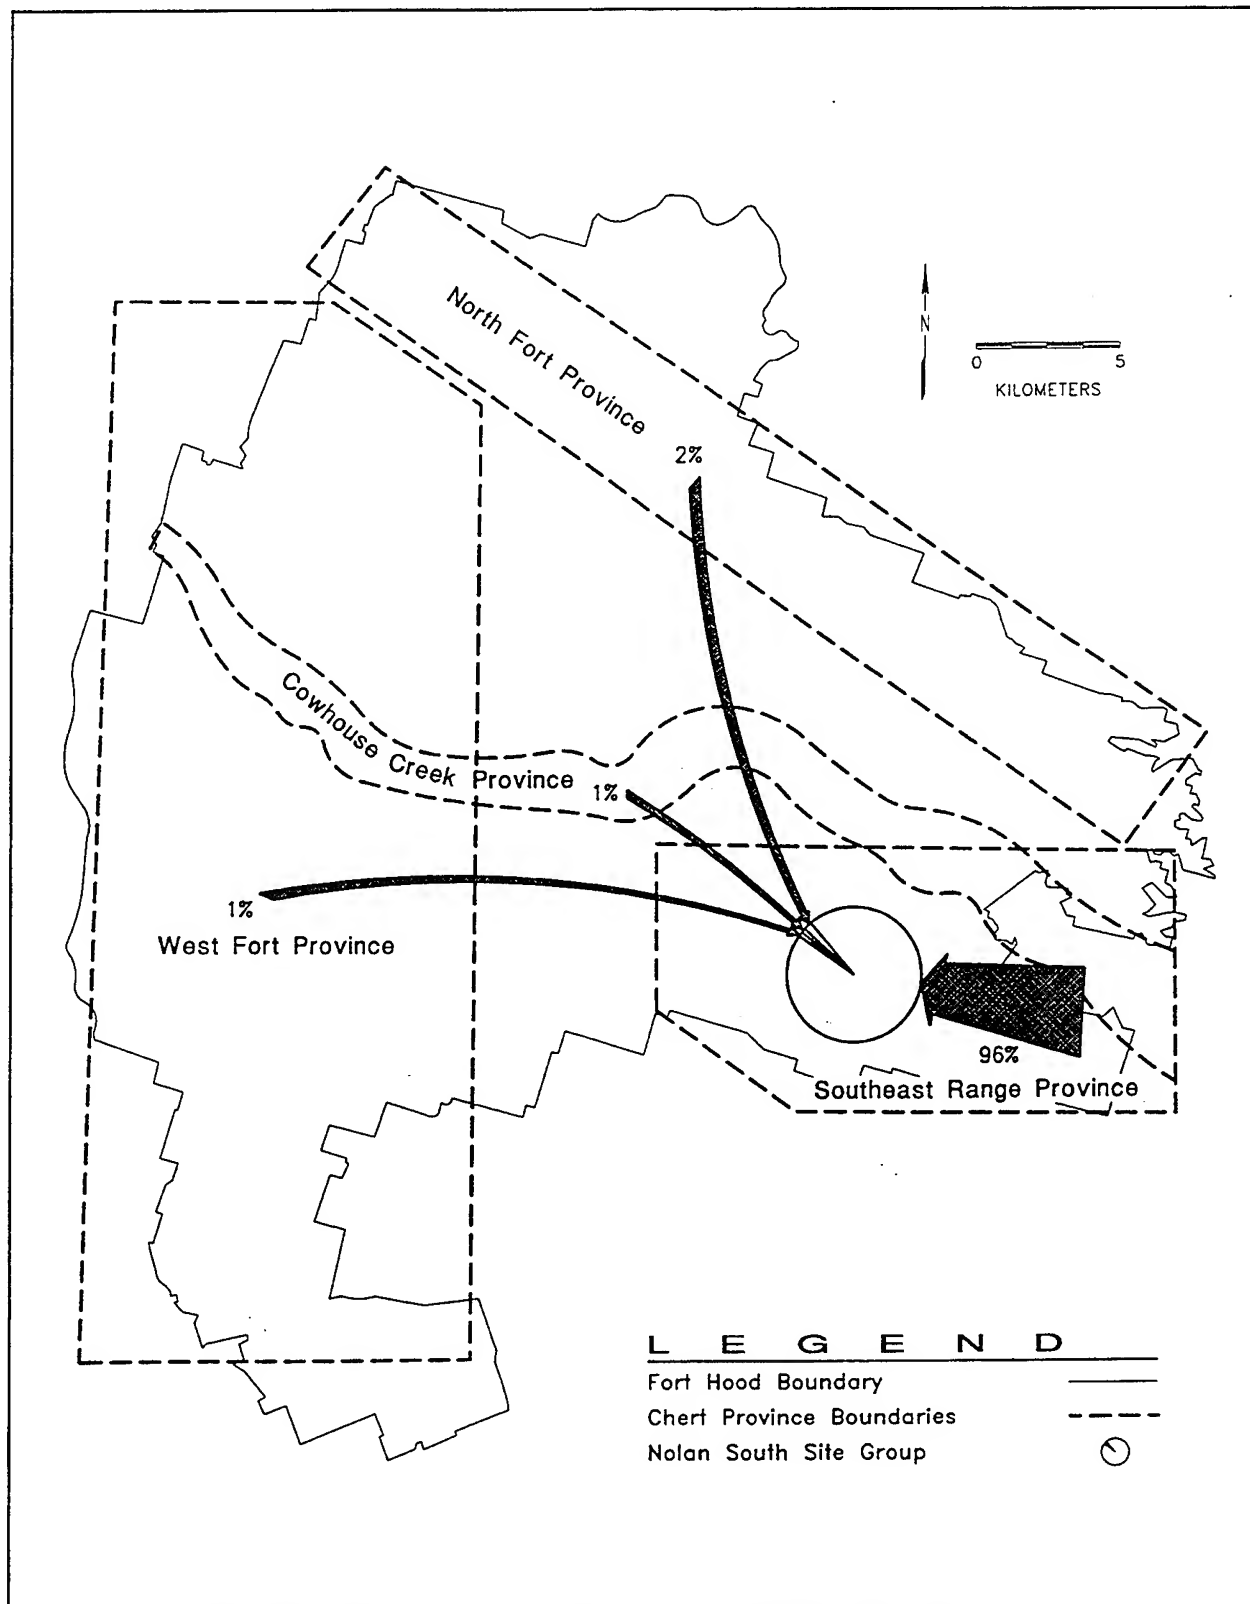 North Fort Province
N
0 5
KILOMETERS
2%
Cowhouse Creek Province
1%
1%
West Fort Province
96%
Southeast Range Province
LEGEND
Fort Hood Boundary
Chert Province Boundaries
Nolan South Site Group